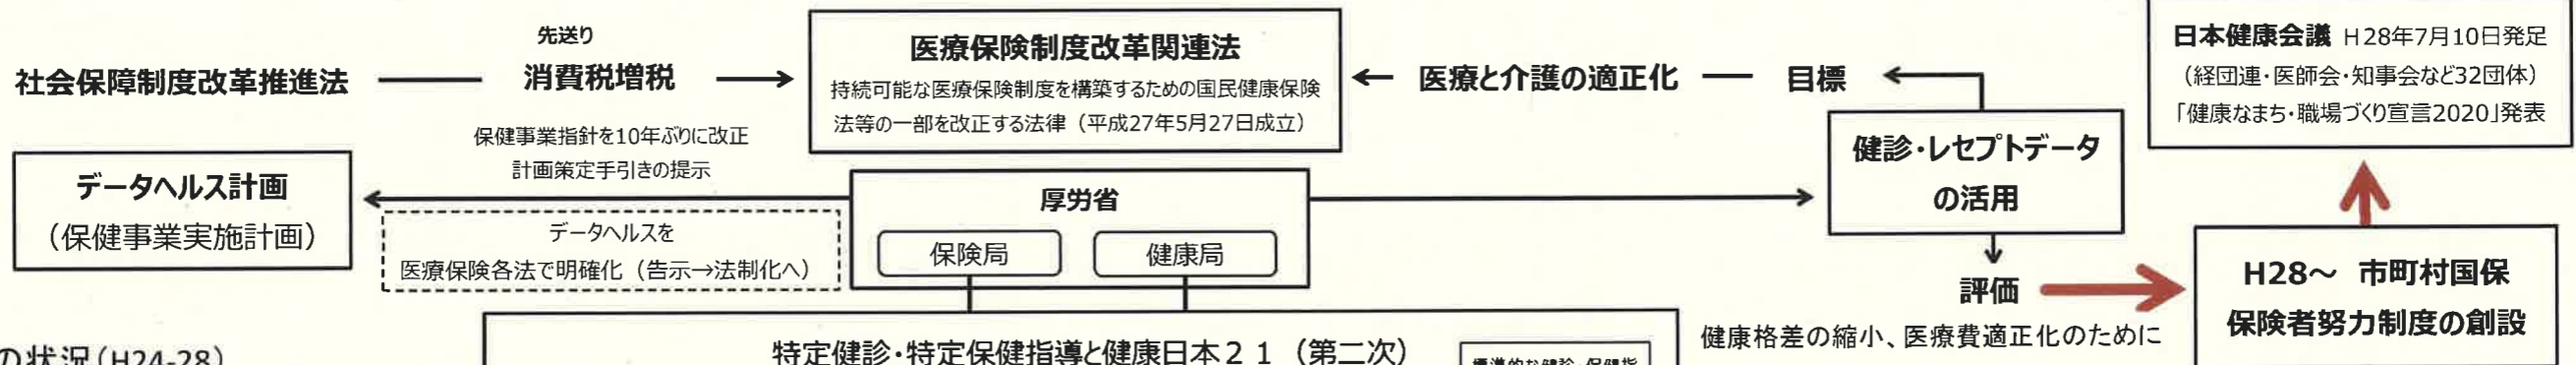 先送り
社会保障制度改革推進法
消費税増税
医療保険制度改革関連法
持続可能な医療保険制度を構築するための国民健康保険
法等の一部を改正する法律（平成27年5月27日成立）
医療と介護の適正化
目標
日本健康会議 H28年7月10日発足
（経団連・医師会・知事会など32団体）
「健康なまち・職場づくり宣言2020」発表
保健事業指針を10年ぶりに改正
計画策定手引きの提示
データヘルス計画
（保健事業実施計画）
データヘルスを
医療保険各法で明確化（告示→法制化へ）
厚労省
保険局
健康局
健診・レセプトデータ
の活用
評価
健康格差の縮小、医療費適正化のために
H28～ 市町村国保
保険者努力制度の創設
の状況（H24-28）
特定健診・特定保健指導と健康日本２１（第二次）